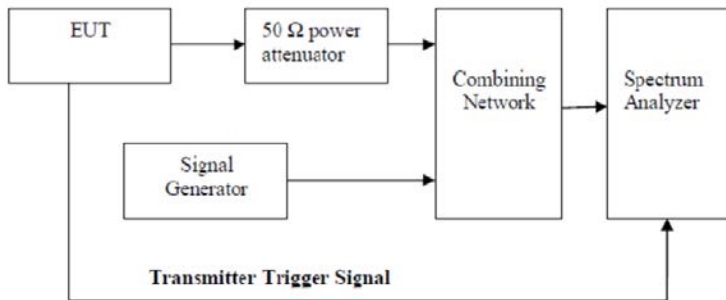 EUT
50 Ω power
attenuator
Combining
Network
Spectrum
Analyzer
Signal
Generator
Transmitter Trigger Signal